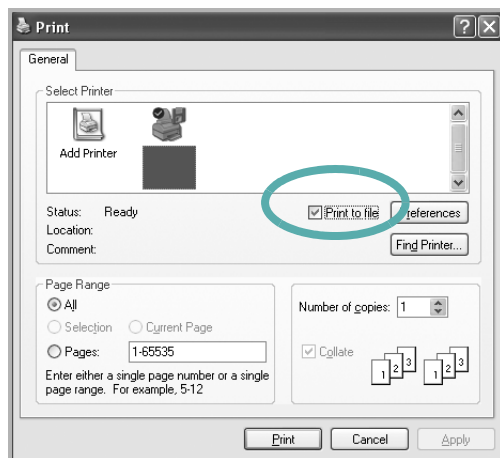 Print
General
Select Printer
Add Printer
Status: Ready
Print to file
Location:
Comment:
Find Printer...
Page Range
All
Selection
Current Page
Pages: 1-65535
Enter either a single page number or a single
page range. For example, 5-12
Number of copies: 1
Collate
1 2 3 1 2 3
Print Cancel Apply